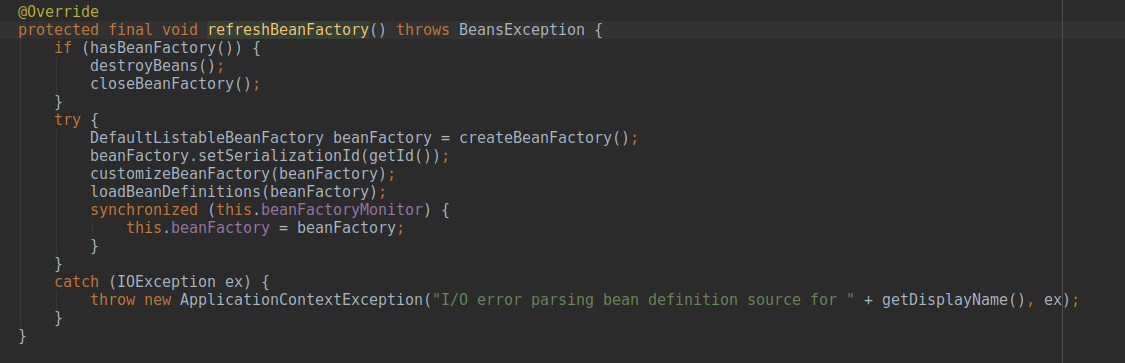 @Override
protected final void refreshBeanFactory() throws BeansException {
    if (hasBeanFactory()) {
        destroyBeans();
        closeBeanFactory();
    }
    try {
        DefaultListableBeanFactory beanFactory = createBeanFactory();
        beanFactory.setSerializationId(getId());
        customizeBeanFactory(beanFactory);
        loadBeanDefinitions(beanFactory);
        synchronized (this.beanFactoryMonitor) {
            this.beanFactory = beanFactory;
        }
    }
    catch (IOException ex) {
        throw new ApplicationContextException("I/O error parsing bean definition source for " + getDisplayName(), ex);
    }
}